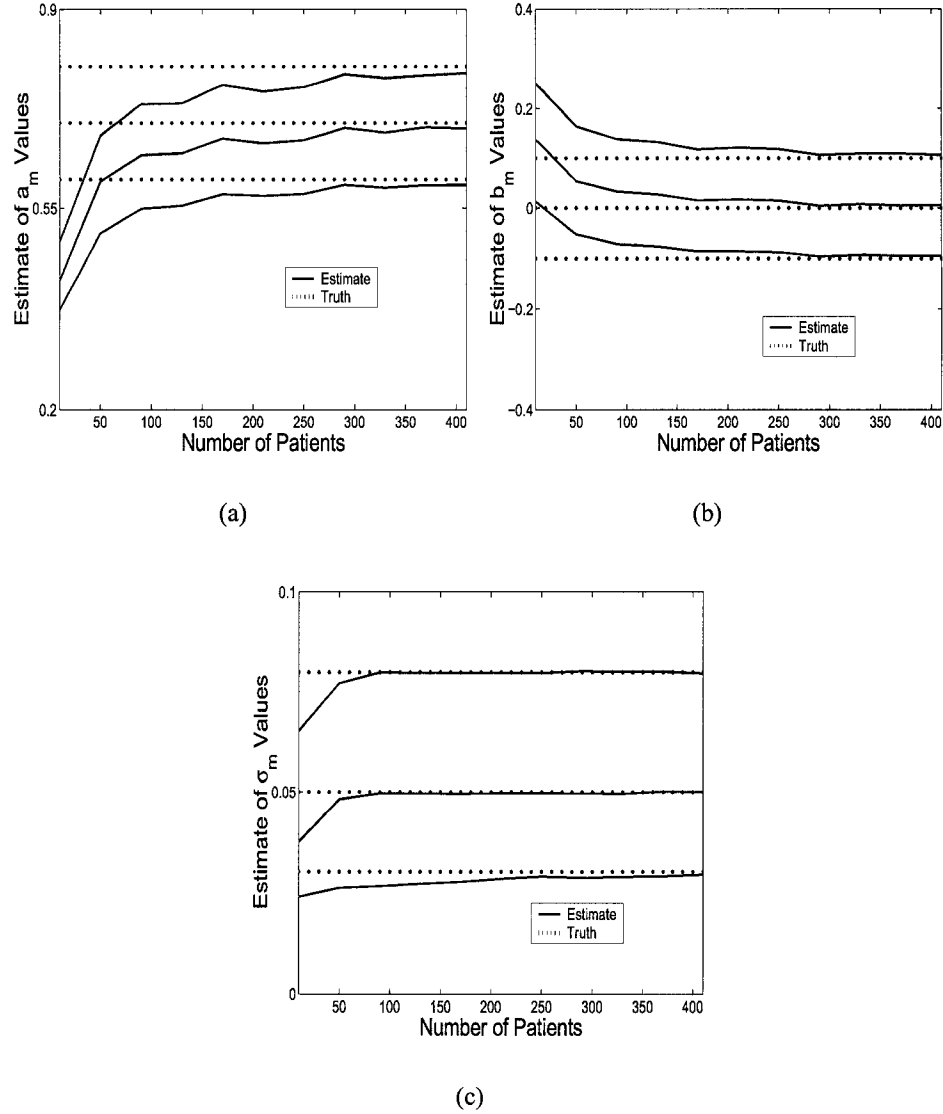 0.9
0.55
0.2
Estimate of a_m Values
Estimate
Truth
50 100 150 200 250 300 350 400
Number of Patients
(a)
0.4
0.2
0
-0.2
-0.4
Estimate of b_m Values
Estimate
Truth
50 100 150 200 250 300 350 400
Number of Patients
(b)
0.1
0.05
0
Estimate of σ_m Values
Estimate
Truth
50 100 150 200 250 300 350 400
Number of Patients
(c)